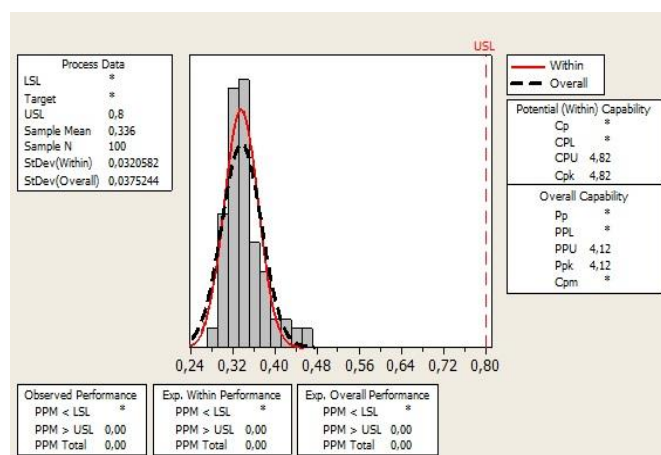 USL
Process Data
LSL *
Target *
USL 0,8
Sample Mean 0,336
Sample N 100
StDev(Within) 0,0320582
StDev(Overall) 0,0375244
Within
Overall
Potential (Within) Capability
Cp *
CPL *
CPU 4,82
Cpk 4,82
Overall Capability
Pp *
PPL *
PPU 4,12
Ppk 4,12
Cpm *
0,24 0,32 0,40 0,48 0,56 0,64 0,72 0,80
Observed Performance
PPM < LSL *
PPM > USL 0,00
PPM Total 0,00
Exp. Within Performance
PPM < LSL *
PPM > USL 0,00
PPM Total 0,00
Exp. Overall Performance
PPM < LSL *
PPM > USL 0,00
PPM Total 0,00